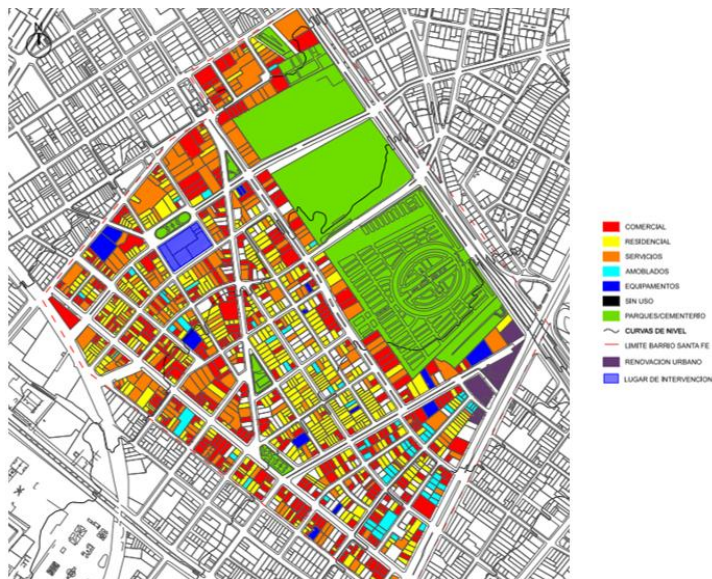 N
COMERCIAL
RESIDENCIAL
SERVICIOS
AMOBLADOS
EQUIPAMENTOS
SIN USO
PARQUES/CEMENTERIO
CURVAS DE NIVEL
LIMITE BARRIO SANTA FE
RENOVACION URBANO
LUGAR DE INTERVENCION